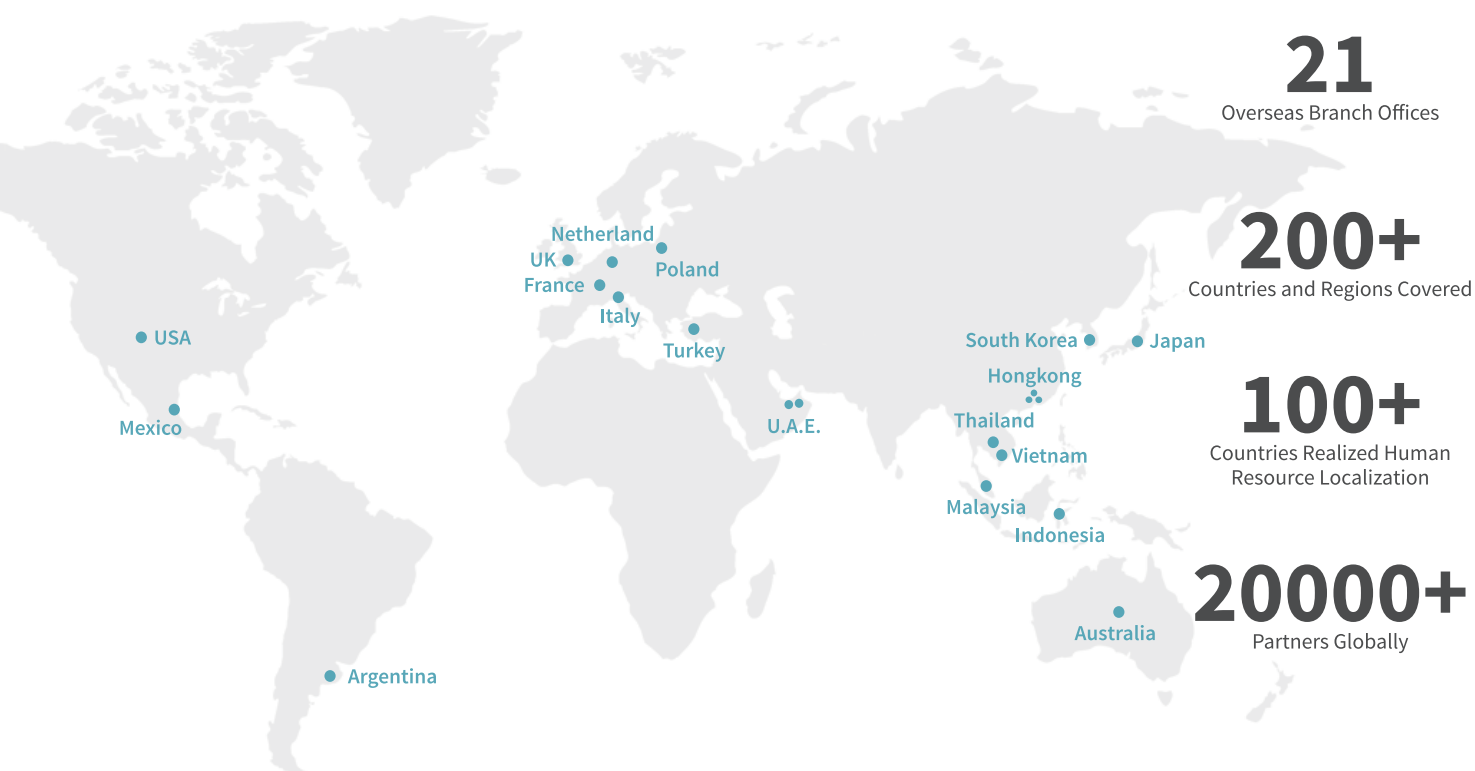 21
Overseas Branch Offices
200+
Countries and Regions Covered
100+
Countries Realized Human
Resource Localization
20000+
Partners Globally
Netherland
UK
Poland
France
Italy
Turkey
USA
Mexico
U.A.E.
South Korea
Japan
Hongkong
Thailand
Vietnam
Malaysia
Indonesia
Australia
Argentina